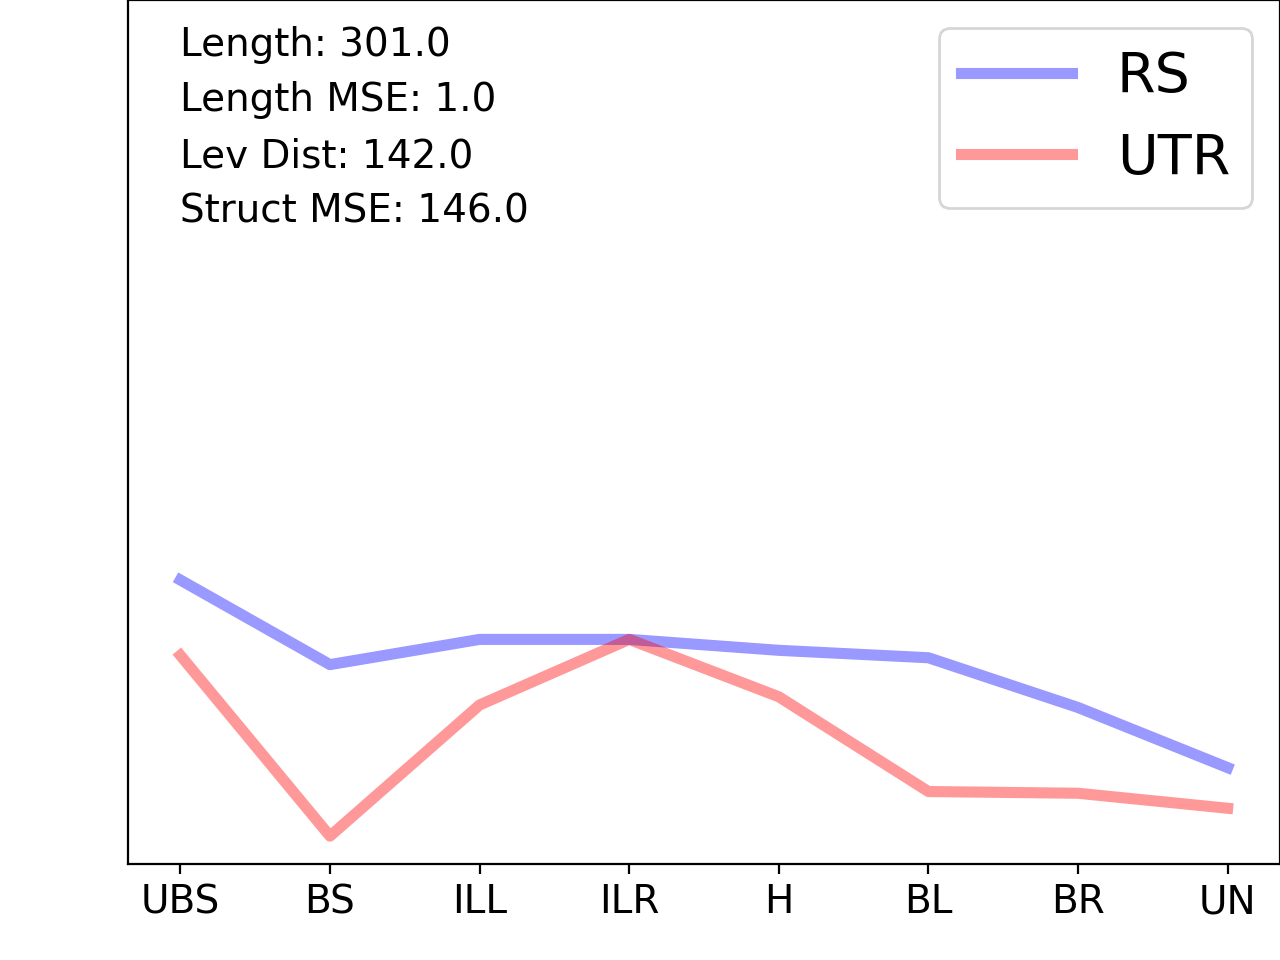 Length: 301.0
Length MSE: 1.0
Lev Dist: 142.0
Struct MSE: 146.0
RS
UTR
UBS BS ILL ILR H BL BR UN